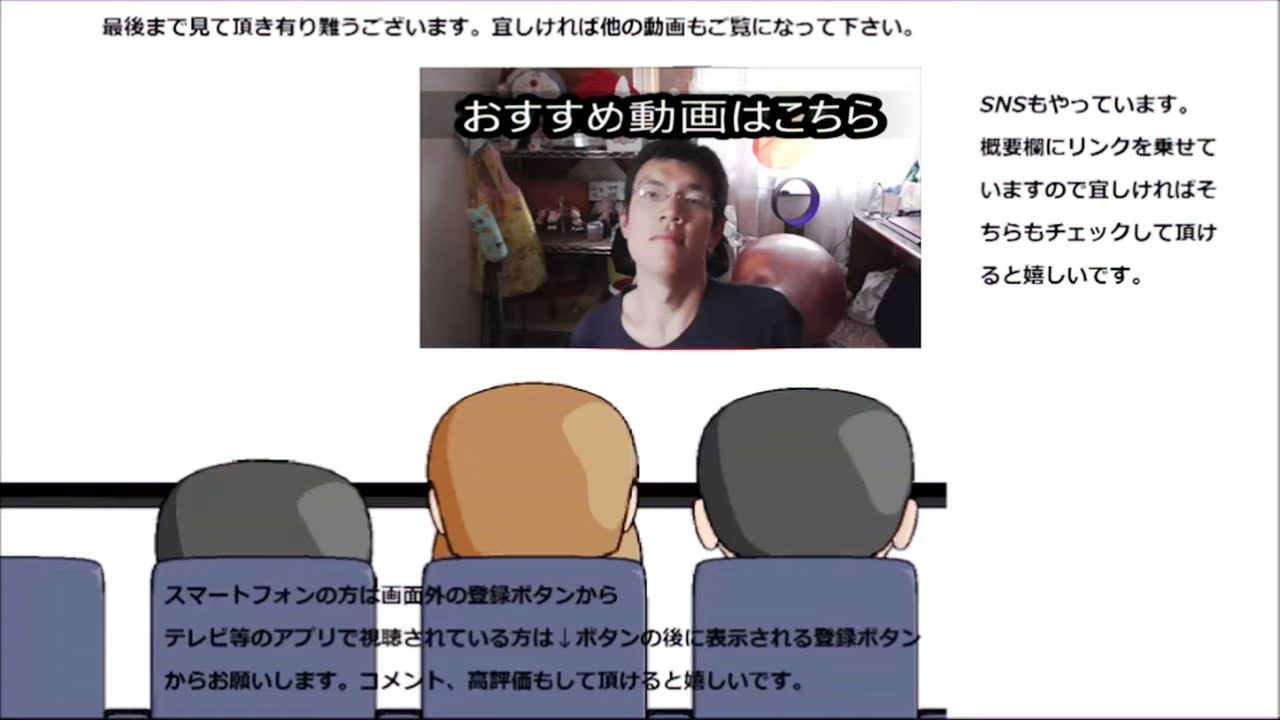 最後まで見て頂き有り難うございます。宜しければ他の動画もご覧になって下さい。
おすすめ動画はこちら
SNSもやっています。
概要欄にリンクを乗せて
いますので宜しければそ
ちらもチェックして頂け
ると嬉しいです。
スマートフォンの方は画面外の登録ボタンから
テレビ等のアプリで視聴されている方は↓ボタンの後に表示される登録ボタン
からお願いします。コメント、高評価もして頂けると嬉しいです。